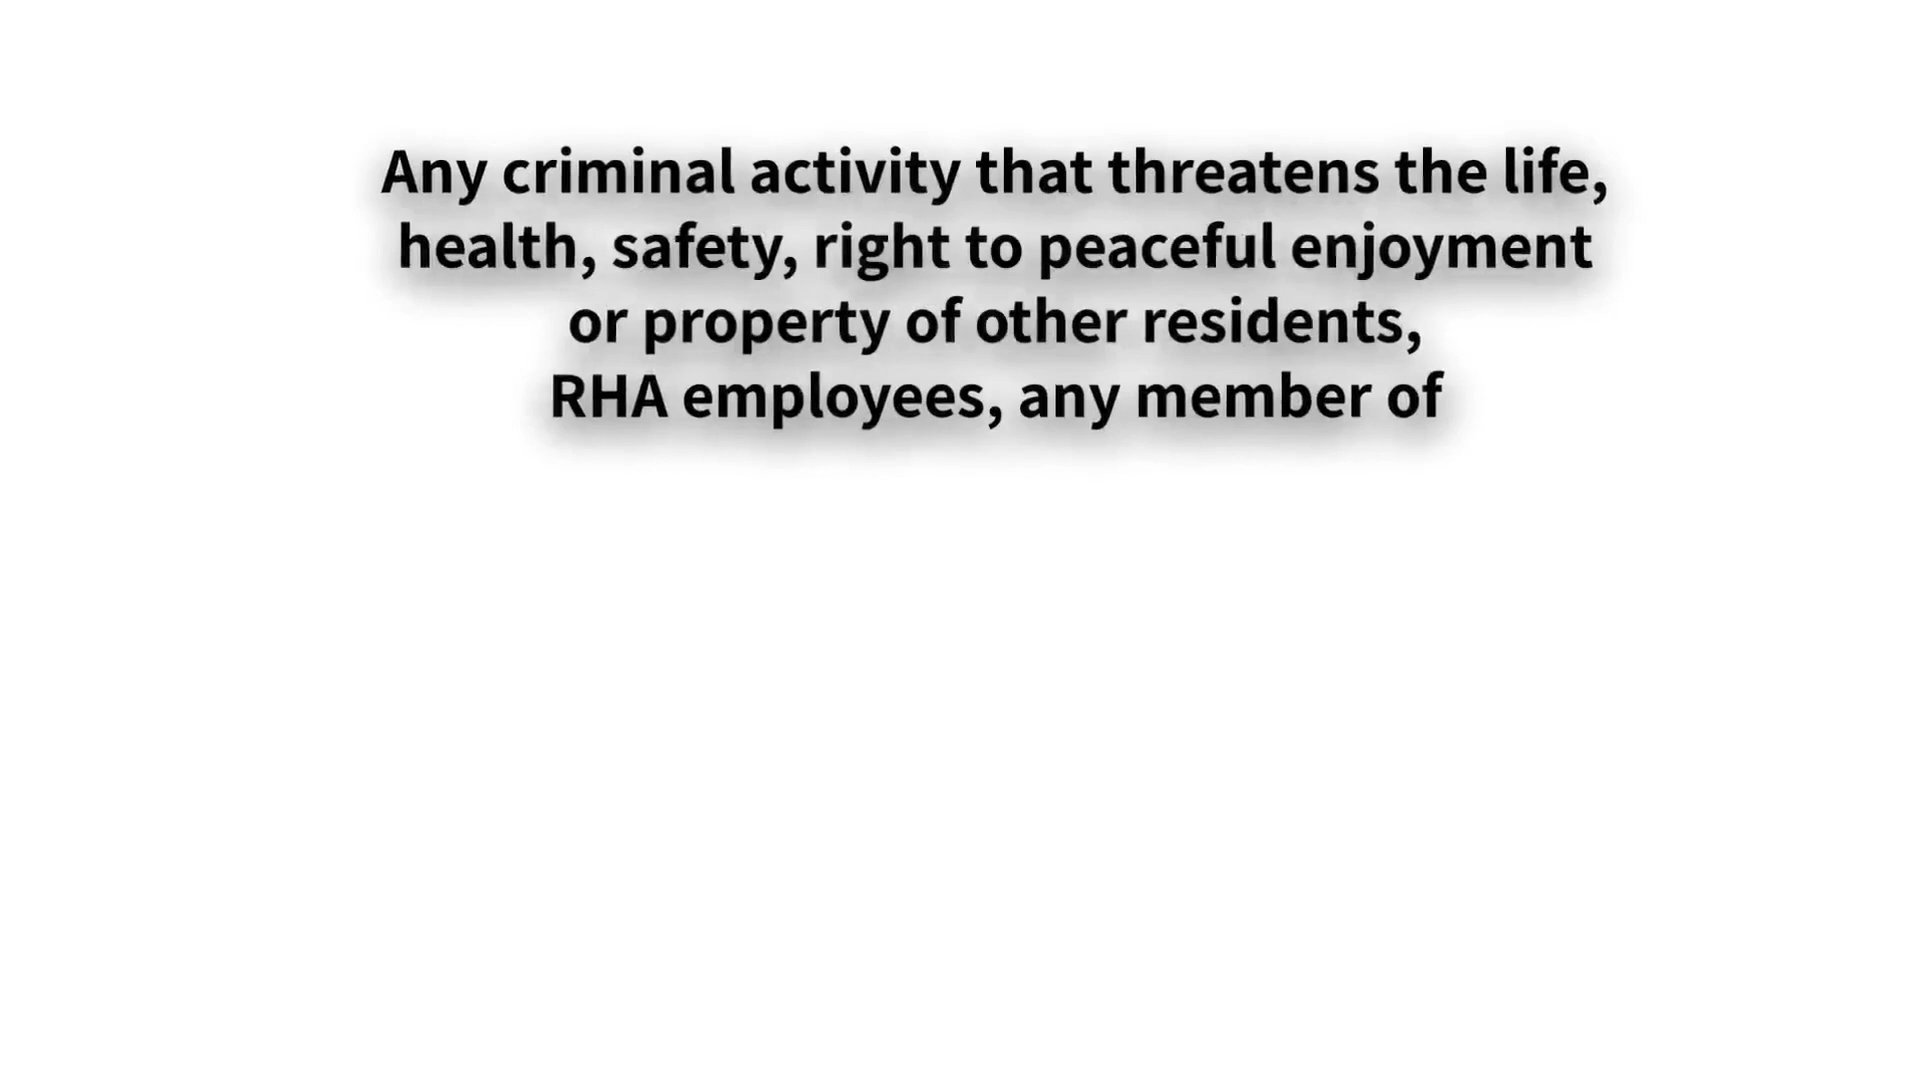 Any criminal activity that threatens the life,
health, safety, right to peaceful enjoyment
or property of other residents,
RHA employees, any member of